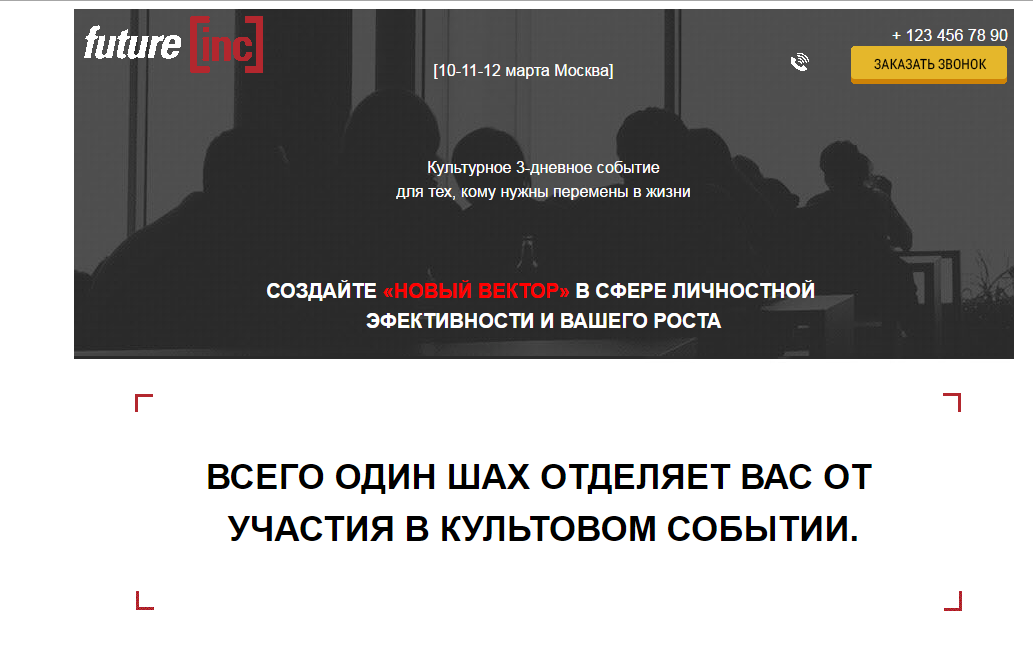 future [inc]
+ 123 456 78 90
[10-11-12 марта Москва]
ЗАКАЗАТЬ ЗВОНОК
Культурное 3-дневное событие
для тех, кому нужны перемены в жизни
СОЗДАЙТЕ «НОВЫЙ ВЕКТОР» В СФЕРЕ ЛИЧНОСТНОЙ
ЭФЕКТИВНОСТИ И ВАШЕГО РОСТА
ВСЕГО ОДИН ШАХ ОТДЕЛЯЕТ ВАС ОТ
УЧАСТИЯ В КУЛЬТОВОМ СОБЫТИИ.